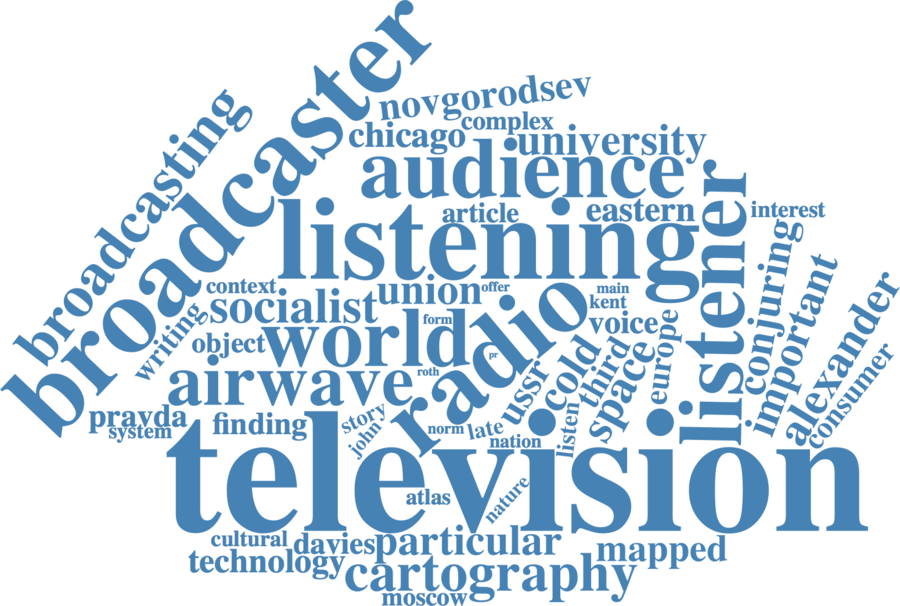 broadcaster
broadcasting
novgorodsev
complex
chicago
university
audience
listener
interest
article
eastern
listening
conjuring
context
union
offer
main
socialist
kent
important
writing
form
radio
voice
europe
alexander
object
world
pr
cold
third
space
consumer
airwave
roth
ussr
pravda
system
finding
story
john
norm
late
nation
listen
television
atlas
nature
cultural
davies
particular
mapped
technology
cartography
moscow